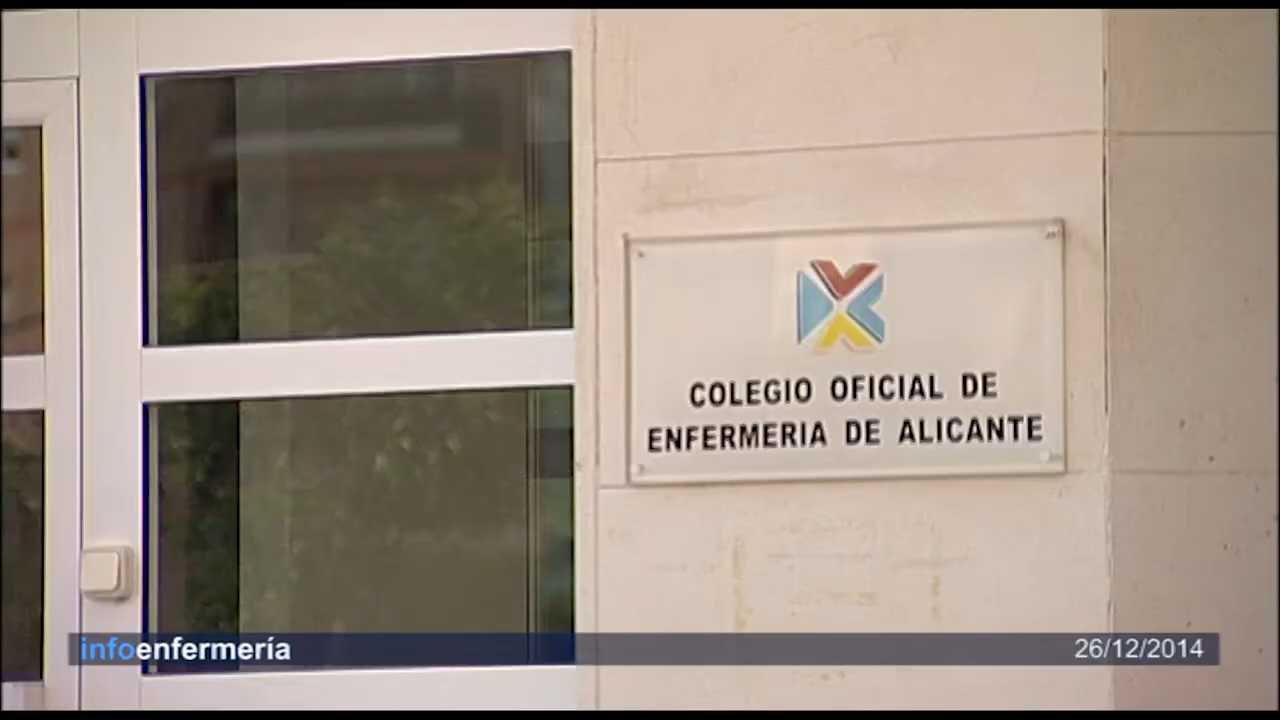 COLEGIO OFICIAL DE
ENFERMERIA DE ALICANTE
infoenfermería
26/12/2014